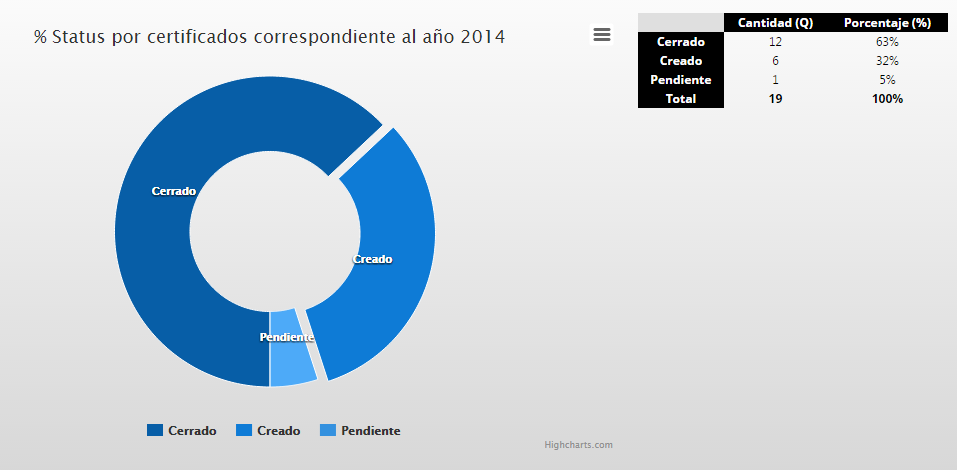 % Status por certificados correspondiente al año 2014
Cerrado
Creado
Pendiente
Cerrado Creado Pendiente
Highcharts.com
Cantidad (Q) Porcentaje (%)
Cerrado 12 63%
Creado 6 32%
Pendiente 1 5%
Total 19 100%